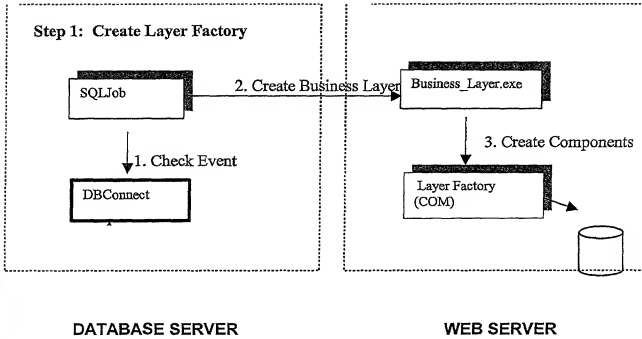 Step 1: Create Layer Factory
SQLJob
2. Create Business Layer
Business_Layer.exe
1. Check Event
3. Create Components
DBConnect
Layer Factory
(COM)
DATABASE SERVER
WEB SERVER